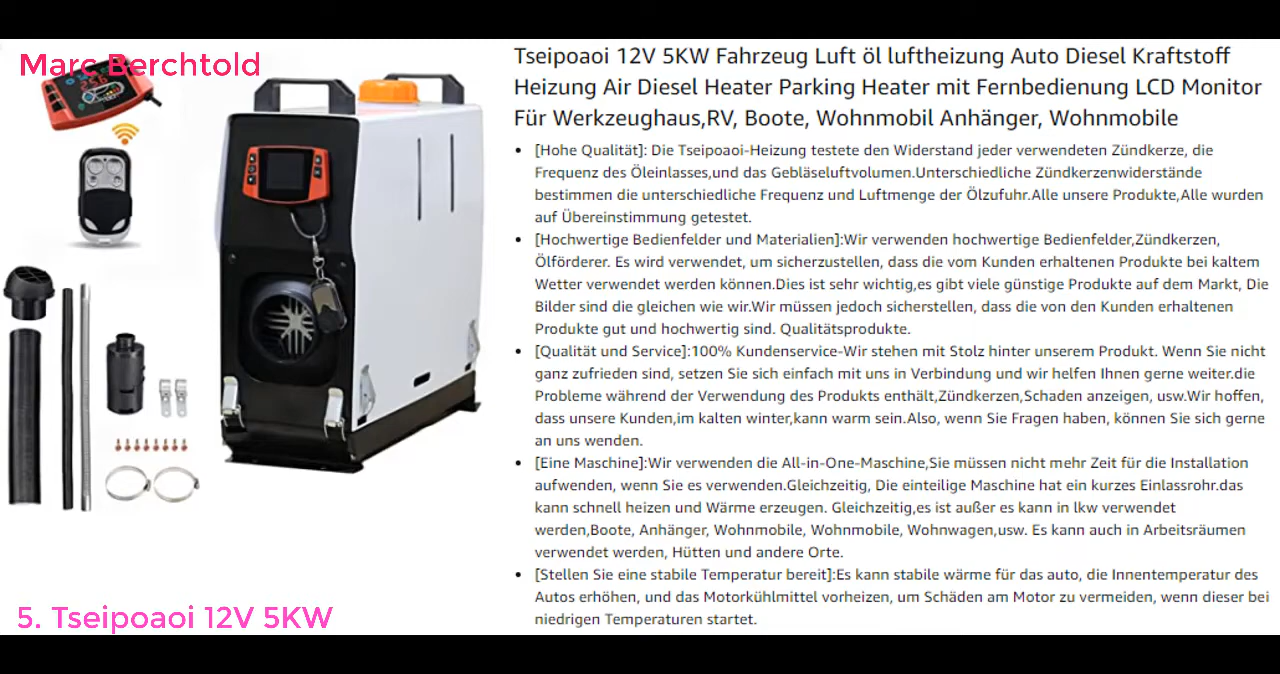 Marc Berchtold
Tseipoaoi 12V 5KW Fahrzeug Luft öl luftheizung Auto Diesel Kraftstoff
Heizung Air Diesel Heater Parking Heater mit Fernbedienung LCD Monitor
Für Werkzeughaus,RV, Boote, Wohnmobil Anhänger, Wohnmobile
• [Hohe Qualität]: Die Tseipoaoi-Heizung testete den Widerstand jeder verwendeten Zündkerze, die
Frequenz des Öleinlasses,und das Gebläseluftvolumen.Unterschiedliche Zündkerzenwiderstände
bestimmen die unterschiedliche Frequenz und Luftmenge der Ölzufuhr.Alle unsere Produkte,Alle wurden
auf Übereinstimmung getestet.
• [Hochwertige Bedienfelder und Materialien]:Wir verwenden hochwertige Bedienfelder,Zündkerzen,
Ölförderer. Es wird verwendet, um sicherzustellen, dass die vom Kunden erhaltenen Produkte bei kaltem
Wetter verwendet werden können.Dies ist sehr wichtig,es gibt viele günstige Produkte auf dem Markt, Die
Bilder sind die gleichen wie wir.Wir müssen jedoch sicherstellen, dass die von den Kunden erhaltenen
Produkte gut und hochwertig sind. Qualitätsprodukte.
• [Qualität und Service]:100% Kundenservice-Wir stehen mit Stolz hinter unserem Produkt. Wenn Sie nicht
ganz zufrieden sind, setzen Sie sich einfach mit uns in Verbindung und wir helfen Ihnen gerne weiter.die
Probleme während der Verwendung des Produkts enthält,Zündkerzen,Schaden anzeigen, usw.Wir hoffen,
dass unsere Kunden,im kalten winter,kann warm sein.Also, wenn Sie Fragen haben, können Sie sich gerne
an uns wenden.
• [Eine Maschine]:Wir verwenden die All-in-One-Maschine,Sie müssen nicht mehr Zeit für die Installation
aufwenden, wenn Sie es verwenden.Gleichzeitig, Die einteilige Maschine hat ein kurzes Einlassrohr.das
kann schnell heizen und Wärme erzeugen. Gleichzeitig,es ist außer es kann in lkw verwendet
werden,Boote, Anhänger, Wohnmobile, Wohnmobile, Wohnwagen,usw. Es kann auch in Arbeitsräumen
verwendet werden, Hütten und andere Orte.
• [Stellen Sie eine stabile Temperatur bereit]:Es kann stabile wärme für das auto, die Innentemperatur des
Autos erhöhen, und das Motorkühlmittel vorheizen, um Schäden am Motor zu vermeiden, wenn dieser bei
niedrigen Temperaturen startet.
5. Tseipoaoi 12V 5KW